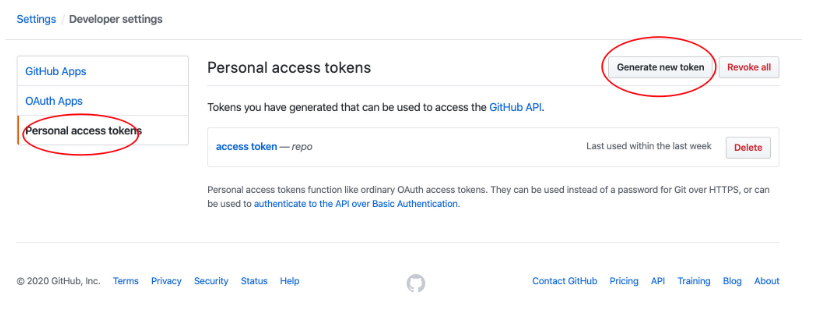 Settings / Developer settings
GitHub Apps
OAuth Apps
Personal access tokens
Personal access tokens
Generate new token
Revoke all
Tokens you have generated that can be used to access the GitHub API.
access token — repo
Last used within the last week
Delete
Personal access tokens function like ordinary OAuth access tokens. They can be used instead of a password for Git over HTTPS, or can
be used to authenticate to the API over Basic Authentication.
© 2020 GitHub, Inc. Terms Privacy Security Status Help
Contact GitHub Pricing API Training Blog About